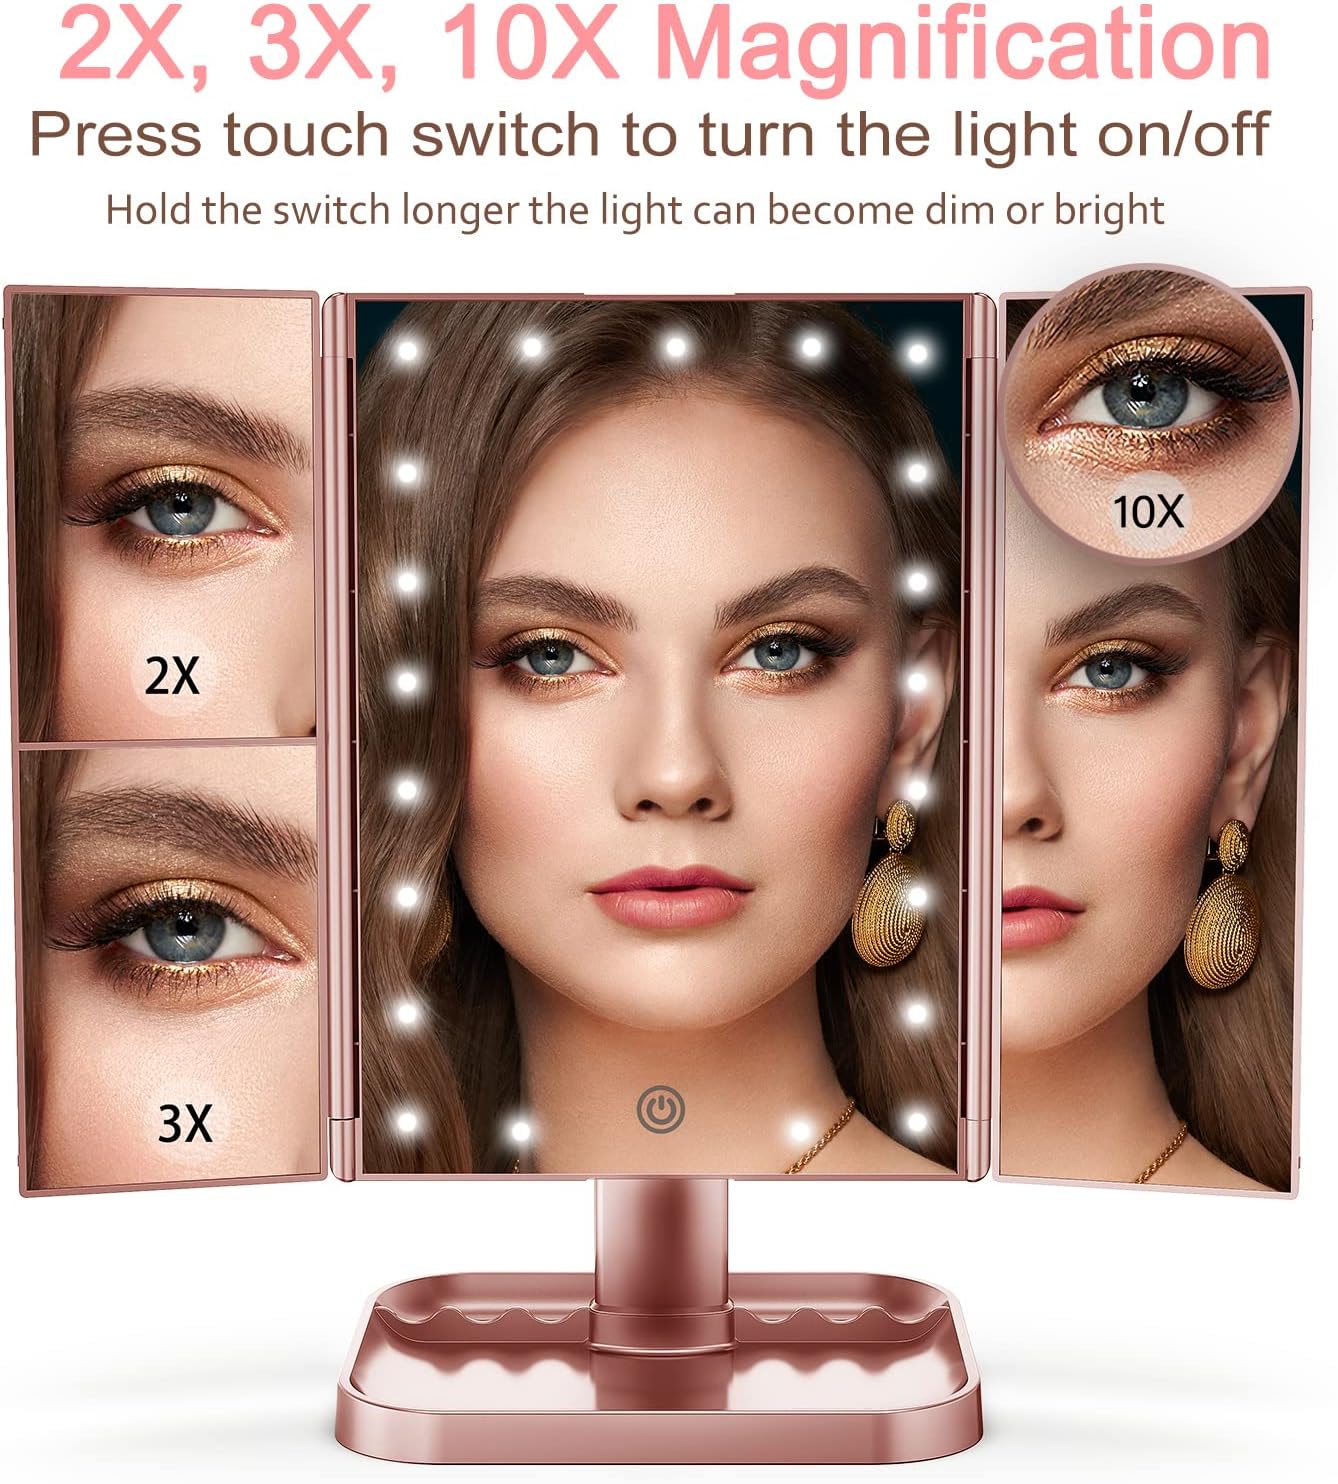 2X, 3X, 10X Magnification
Press touch switch to turn the light on/off
Hold the switch longer the light can become dim or bright
10X
2X
3X